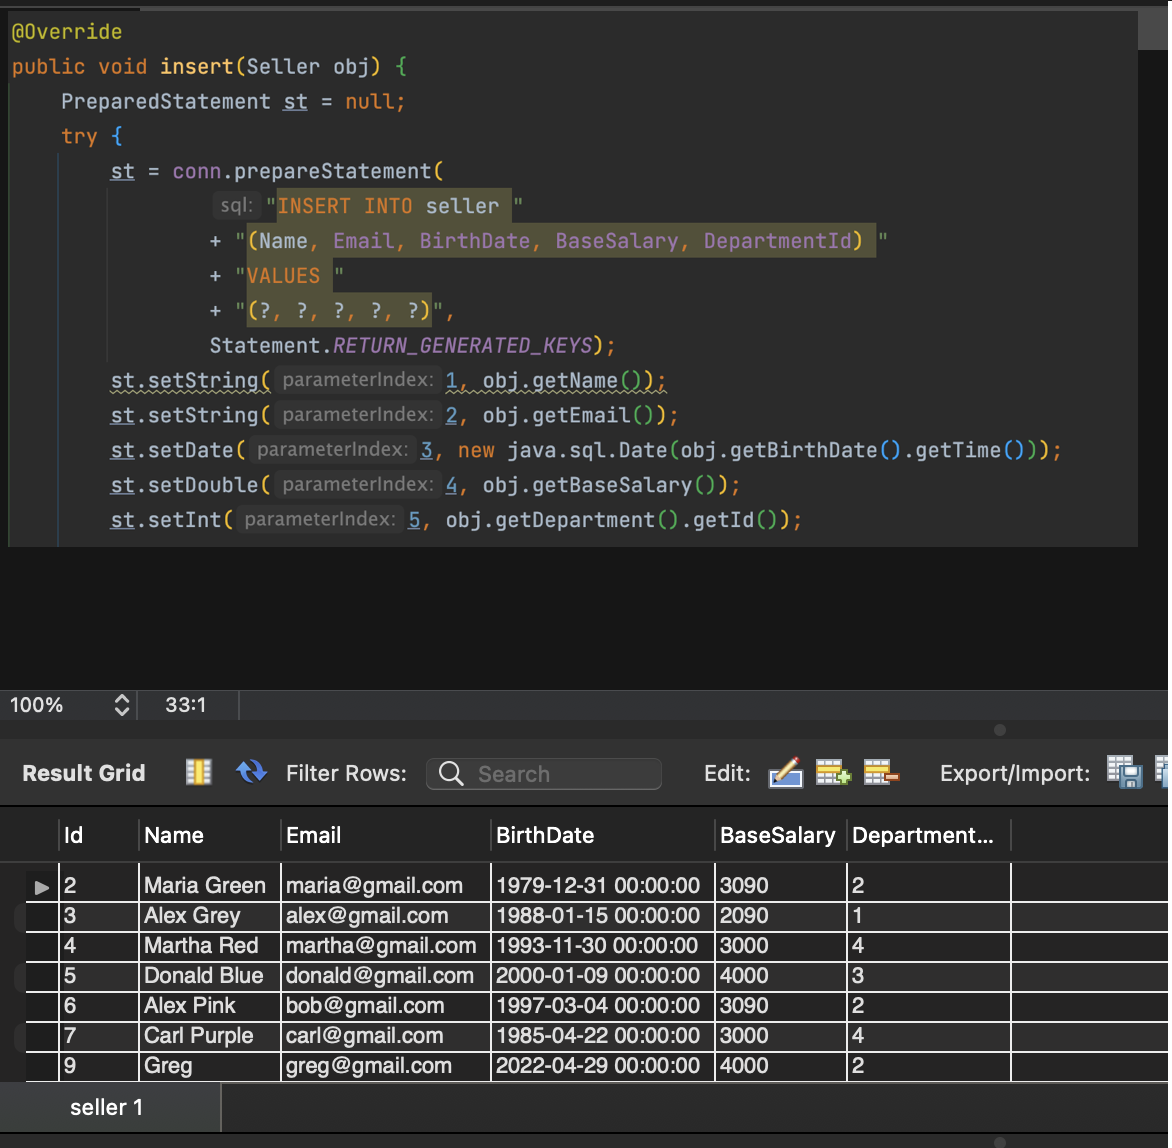 @Override
public void insert(Seller obj) {
PreparedStatement st = null;
try {
st = conn.prepareStatement(
sql: "INSERT INTO seller "
+ "(Name, Email, BirthDate, BaseSalary, DepartmentId) "
+ "VALUES "
+ "(?, ?, ?, ?, ?)",
Statement.RETURN_GENERATED_KEYS);
st.setString( parameterIndex: 1, obj.getName());
st.setString( parameterIndex: 2, obj.getEmail());
st.setDate( parameterIndex: 3, new java.sql.Date(obj.getBirthDate().getTime()));
st.setDouble( parameterIndex: 4, obj.getBaseSalary());
st.setInt( parameterIndex: 5, obj.getDepartment().getId());
100% 33:1
Result Grid Filter Rows: Search Edit: Export/Import:
Id Name Email BirthDate BaseSalary Department...
2 Maria Green maria@gmail.com 1979-12-31 00:00:00 3090 2
3 Alex Grey alex@gmail.com 1988-01-15 00:00:00 2090 1
4 Martha Red martha@gmail.com 1993-11-30 00:00:00 3000 4
5 Donald Blue donald@gmail.com 2000-01-09 00:00:00 4000 3
6 Alex Pink bob@gmail.com 1997-03-04 00:00:00 3090 2
7 Carl Purple carl@gmail.com 1985-04-22 00:00:00 3000 4
9 Greg greg@gmail.com 2022-04-29 00:00:00 4000 2
seller 1